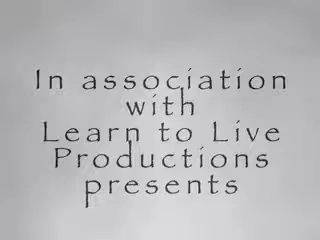 In association
with
Learn to Live
Productions
presents